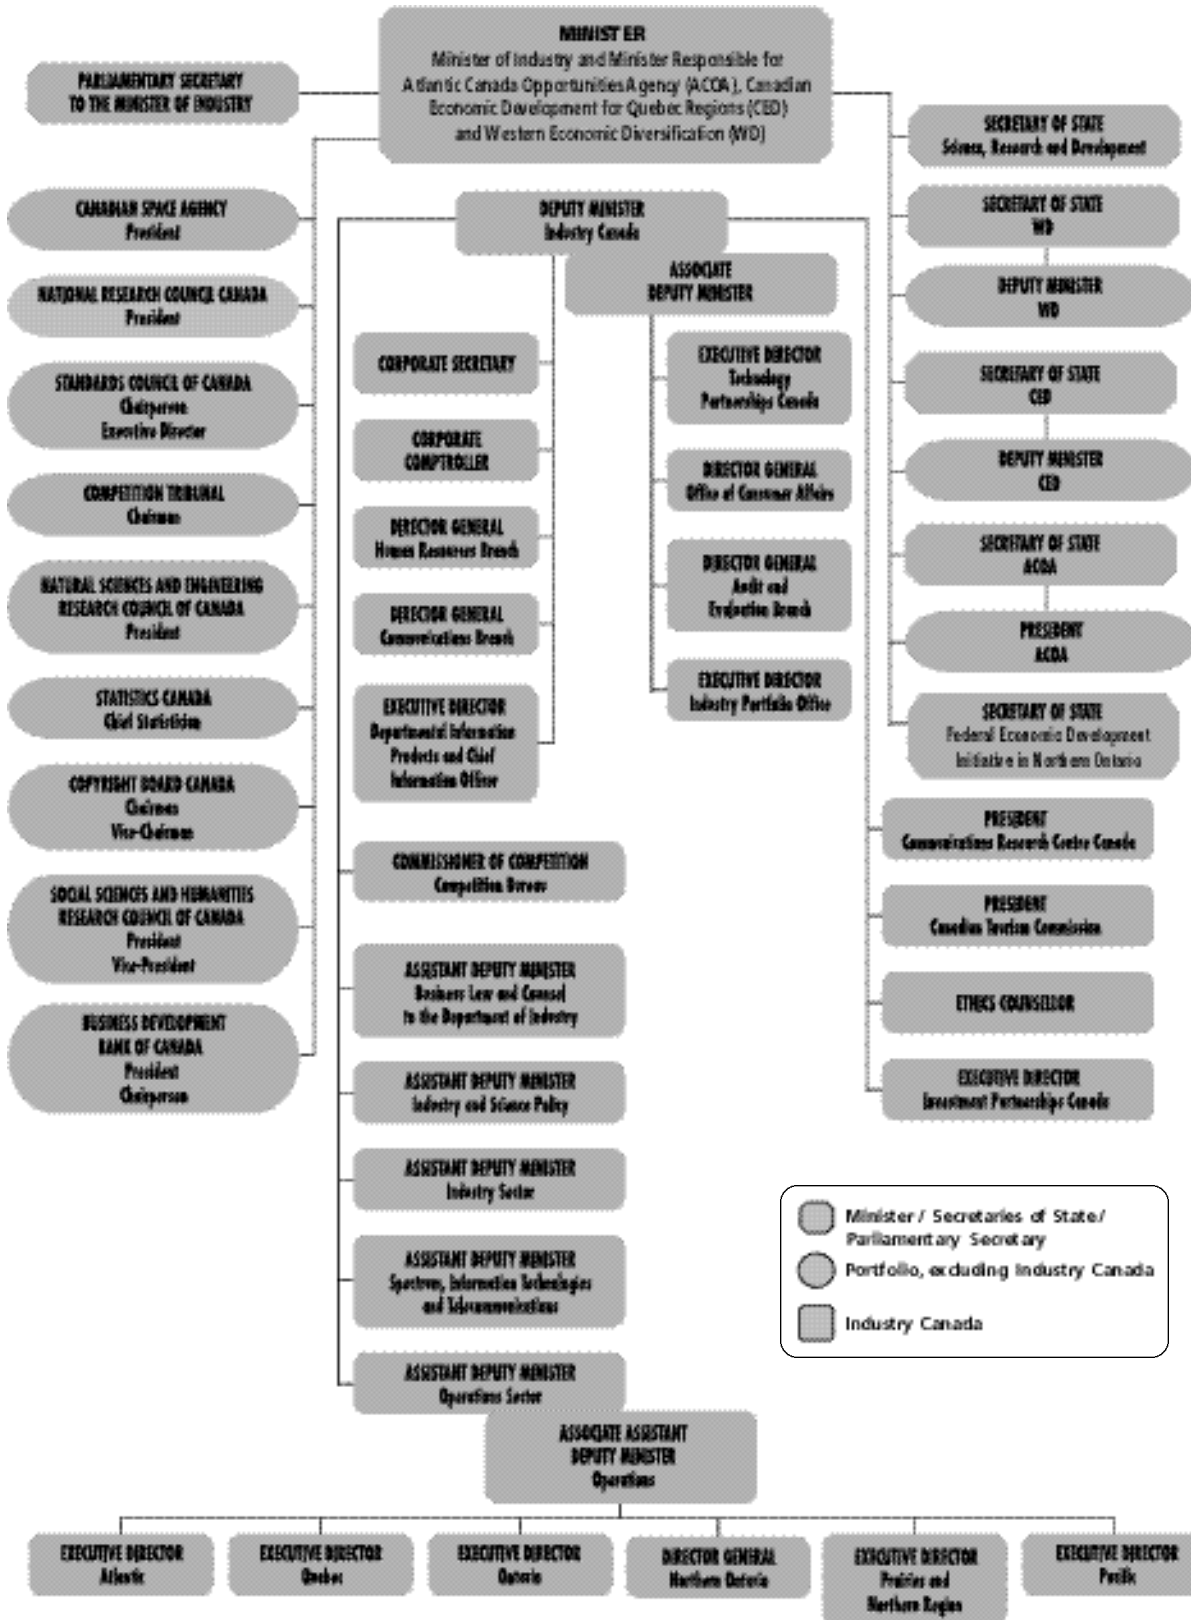 MINISTER
Minister of Industry and Minister Responsible for
Atlantic Canada Opportunities Agency (ACOA), Canadian
Economic Development for Quebec Regions (CED)
and Western Economic Diversification (WD)
PARLIAMENTARY SECRETARY
TO THE MINISTER OF INDUSTRY
SECRETARY OF STATE
Science, Research and Development
CANADIAN SPACE AGENCY
President
DEPUTY MINISTER
Industry Canada
SECRETARY OF STATE
WD
ASSOCIATE
DEPUTY MINISTER
DEPUTY MINISTER
WD
NATIONAL RESEARCH COUNCIL CANADA
President
CORPORATE SECRETARY
EXECUTIVE DIRECTOR
Technology
Partnerships Canada
SECRETARY OF STATE
CED
STANDARDS COUNCIL OF CANADA
Chairperson
Executive Director
CORPORATE
COMPTROLLER
DIRECTOR GENERAL
Office of Consumer Affairs
DEPUTY MINISTER
CED
COMPETITION TRIBUNAL
Chairman
DIRECTOR GENERAL
Human Resources Branch
DIRECTOR GENERAL
Audit and
Evaluation Branch
SECRETARY OF STATE
ACOA
NATURAL SCIENCES AND ENGINEERING
RESEARCH COUNCIL OF CANADA
President
DIRECTOR GENERAL
Communications Branch
PRESIDENT
ACOA
STATISTICS CANADA
Chief Statistician
EXECUTIVE DIRECTOR
Departmental Information
Products and Chief
Information Officer
EXECUTIVE DIRECTOR
Industry Portfolio Office
SECRETARY OF STATE
Federal Economic Development
Initiative in Northern Ontario
COPYRIGHT BOARD CANADA
Chairman
Vice-Chairman
PRESIDENT
Communications Research Centre Canada
COMMISSIONER OF COMPETITION
Competition Bureau
SOCIAL SCIENCES AND HUMANITIES
RESEARCH COUNCIL OF CANADA
President
Vice-President
PRESIDENT
Canadian Tourism Commission
ASSISTANT DEPUTY MINISTER
Business Law and Counsel
to the Department of Industry
ETHICS COUNSELLOR
BUSINESS DEVELOPMENT
BANK OF CANADA
President
Chairperson
ASSISTANT DEPUTY MINISTER
Industry and Science Policy
EXECUTIVE DIRECTOR
Investment Partnerships Canada
ASSISTANT DEPUTY MINISTER
Industry Sector
ASSISTANT DEPUTY MINISTER
Spectrum, Information Technologies
and Telecommunications
Minister / Secretaries of State /
Parliamentary Secretary
Portfolio, excluding Industry Canada
Industry Canada
ASSISTANT DEPUTY MINISTER
Operations Sector
ASSOCIATE ASSISTANT
DEPUTY MINISTER
Operations
EXECUTIVE DIRECTOR
Atlantic
EXECUTIVE DIRECTOR
Quebec
EXECUTIVE DIRECTOR
Ontario
DIRECTOR GENERAL
Northern Ontario
EXECUTIVE DIRECTOR
Prairies and
Northern Region
EXECUTIVE DIRECTOR
Pacific